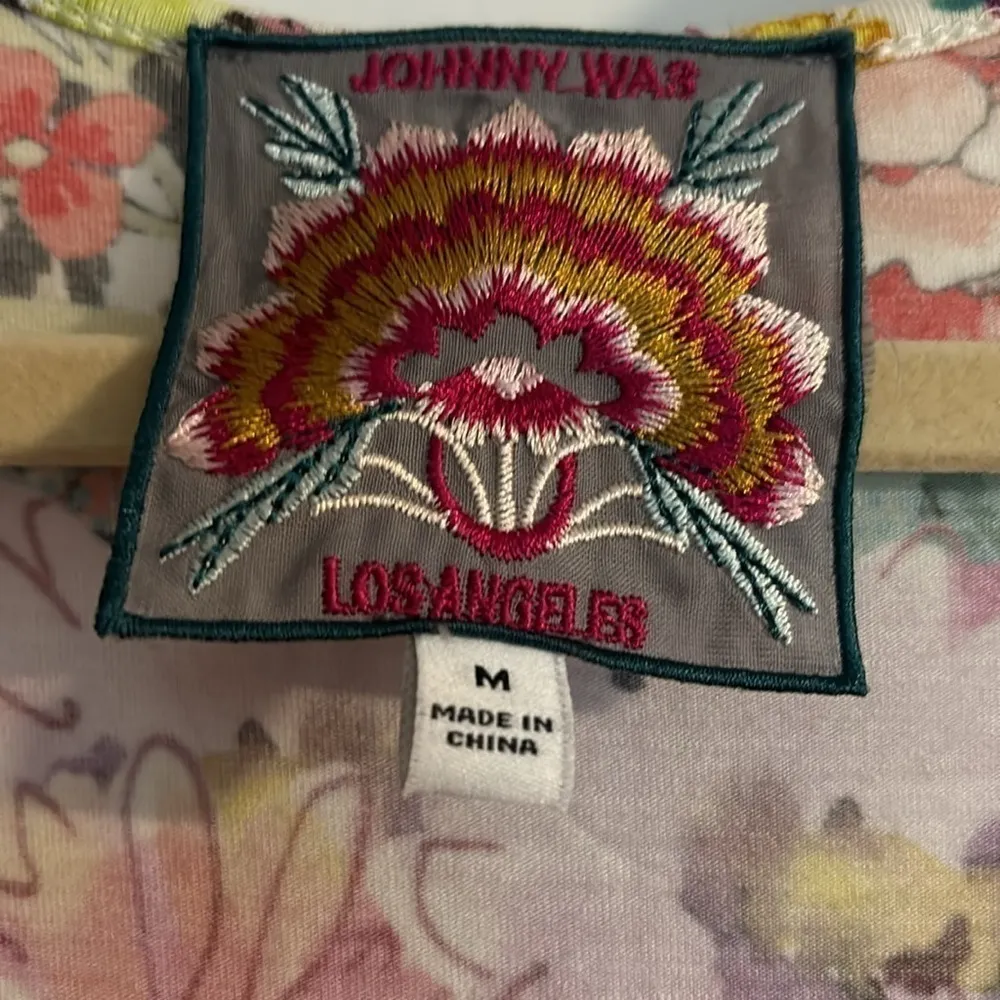 JOHNNY WAS
LOS ANGELES
M
MADE IN
CHINA